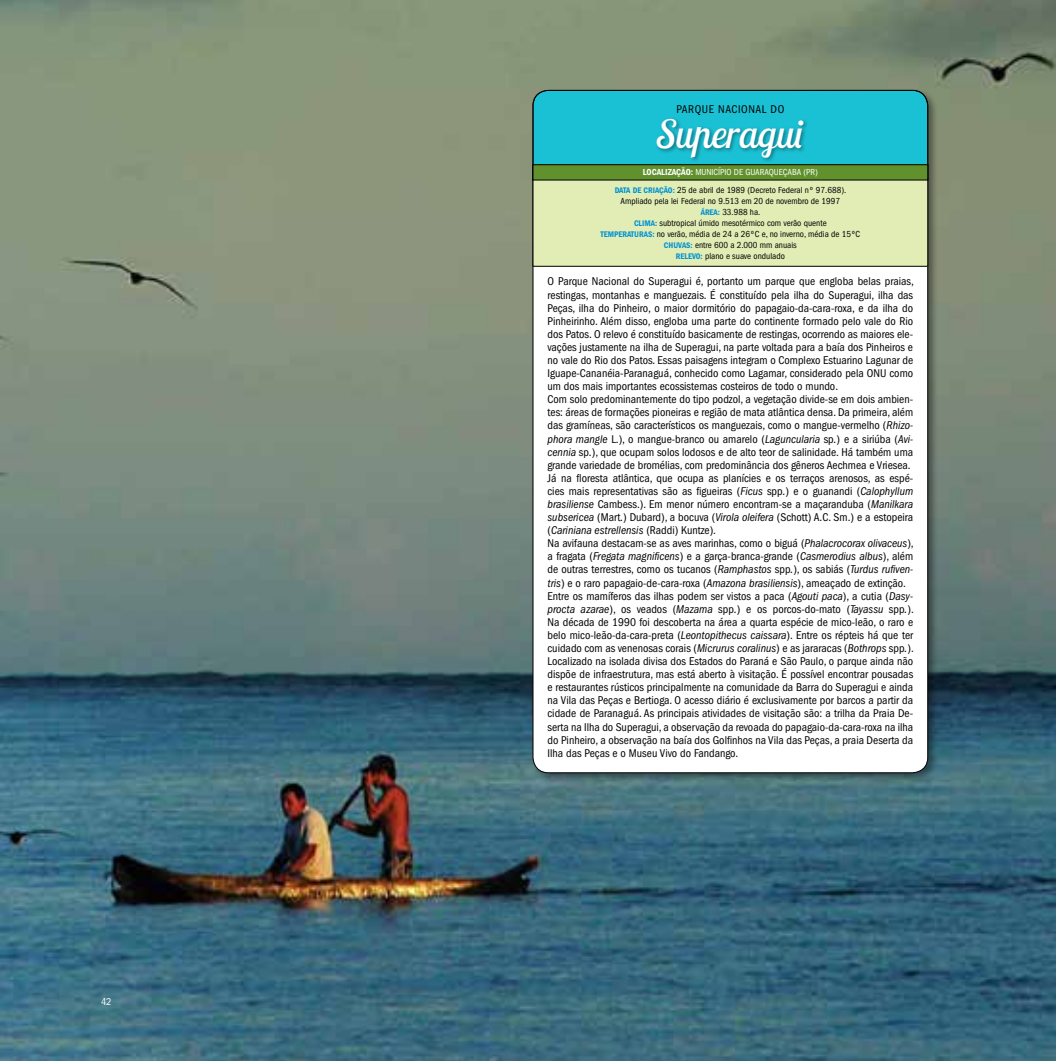 PARQUE NACIONAL DO
Superagui
LOCALIZAÇÃO: MUNICÍPIO DE GUARAQUEÇABA (PR)
DATA DE CRIAÇÃO: 25 de abril de 1989 (Decreto Federal n° 97.688).
Ampliado pela lei Federal no 9.513 em 20 de novembro de 1997
ÁREA: 33.988 ha.
CLIMA: subtropical úmido mesotérmico com verão quente
TEMPERATURAS: no verão, média de 24 a 26°C e, no inverno, média de 15°C
CHUVAS: entre 600 a 2.000 mm anuais
RELEVO: plano e suave ondulado
O Parque Nacional do Superagui é, portanto um parque que engloba belas praias,
restingas, montanhas e manguezais. É constituído pela ilha do Superagui, ilha das
Peças, ilha do Pinheiro, o maior dormitório do papagaio-da-cara-roxa, e da ilha do
Pinheirinho. Além disso, engloba uma parte do continente formado pelo vale do Rio
dos Patos. O relevo é constituído basicamente de restingas, ocorrendo as maiores ele-
vações justamente na ilha de Superagui, na parte voltada para a baía dos Pinheiros e
no vale do Rio dos Patos. Essas paisagens integram o Complexo Estuarino Lagunar de
Iguape-Cananéia-Paranaguá, conhecido como Lagamar, considerado pela ONU como
um dos mais importantes ecossistemas costeiros de todo o mundo.
Com solo predominantemente do tipo podzol, a vegetação divide-se em dois ambien-
tes: áreas de formações pioneiras e região de mata atlântica densa. Da primeira, além
das gramíneas, são característicos os manguezais, como o mangue-vermelho (Rhizo-
phora mangle L.), o mangue-branco ou amarelo (Laguncularia sp.) e a siriúba (Avi-
cennia sp.), que ocupam solos lodosos e de alto teor de salinidade. Há também uma
grande variedade de bromélias, com predominância dos gêneros Aechmea e Vriesea.
Já na floresta atlântica, que ocupa as planícies e os terraços arenosos, as espé-
cies mais representativas são as figueiras (Ficus spp.) e o guanandi (Calophyllum
brasiliense Cambess.). Em menor número encontram-se a maçaranduba (Manilkara
subsericea (Mart.) Dubard), a bocuva (Virola oleifera (Schott) A.C. Sm.) e a estopeira
(Cariniana estrellensis (Raddi) Kuntze).
Na avifauna destacam-se as aves marinhas, como o biguá (Phalacrocorax olivaceus),
a fragata (Fregata magnificens) e a garça-branca-grande (Casmerodius albus), além
de outras terrestres, como os tucanos (Ramphastos spp.), os sabiás (Turdus rufiven-
tris) e o raro papagaio-de-cara-roxa (Amazona brasiliensis), ameaçado de extinção.
Entre os mamíferos das ilhas podem ser vistos a paca (Agouti paca), a cutia (Dasy-
procta azarae), os veados (Mazama spp.) e os porcos-do-mato (Tayassu spp.).
Na década de 1990 foi descoberta na área a quarta espécie de mico-leão, o raro e
belo mico-leão-da-cara-preta (Leontopithecus caissara). Entre os répteis há que ter
cuidado com as venenosas corais (Micrurus coralinus) e as jararacas (Bothrops spp.).
Localizado na isolada divisa dos Estados do Paraná e São Paulo, o parque ainda não
dispõe de infraestrutura, mas está aberto à visitação. É possível encontrar pousadas
e restaurantes rústicos principalmente na comunidade da Barra do Superagui e ainda
na Vila das Peças e Bertioga. O acesso diário é exclusivamente por barcos a partir da
cidade de Paranaguá. As principais atividades de visitação são: a trilha da Praia De-
serta na Ilha do Superagui, a observação da revoada do papagaio-da-cara-roxa na ilha
do Pinheiro, a observação na baía dos Golfinhos na Vila das Peças, a praia Deserta da
Ilha das Peças e o Museu Vivo do Fandango.
42